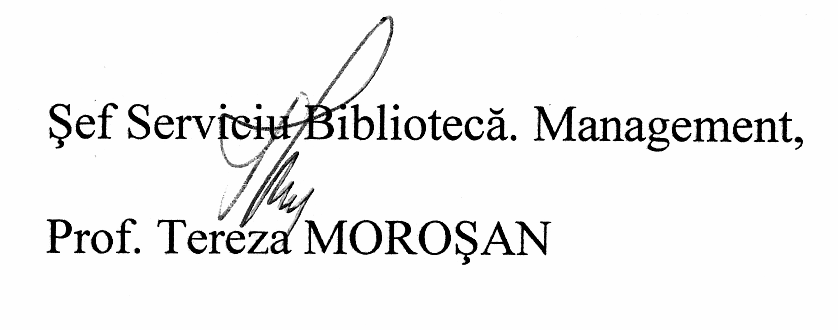 Şef Serviciu Bibliotecă. Management,
Prof. Tereza MOROŞAN